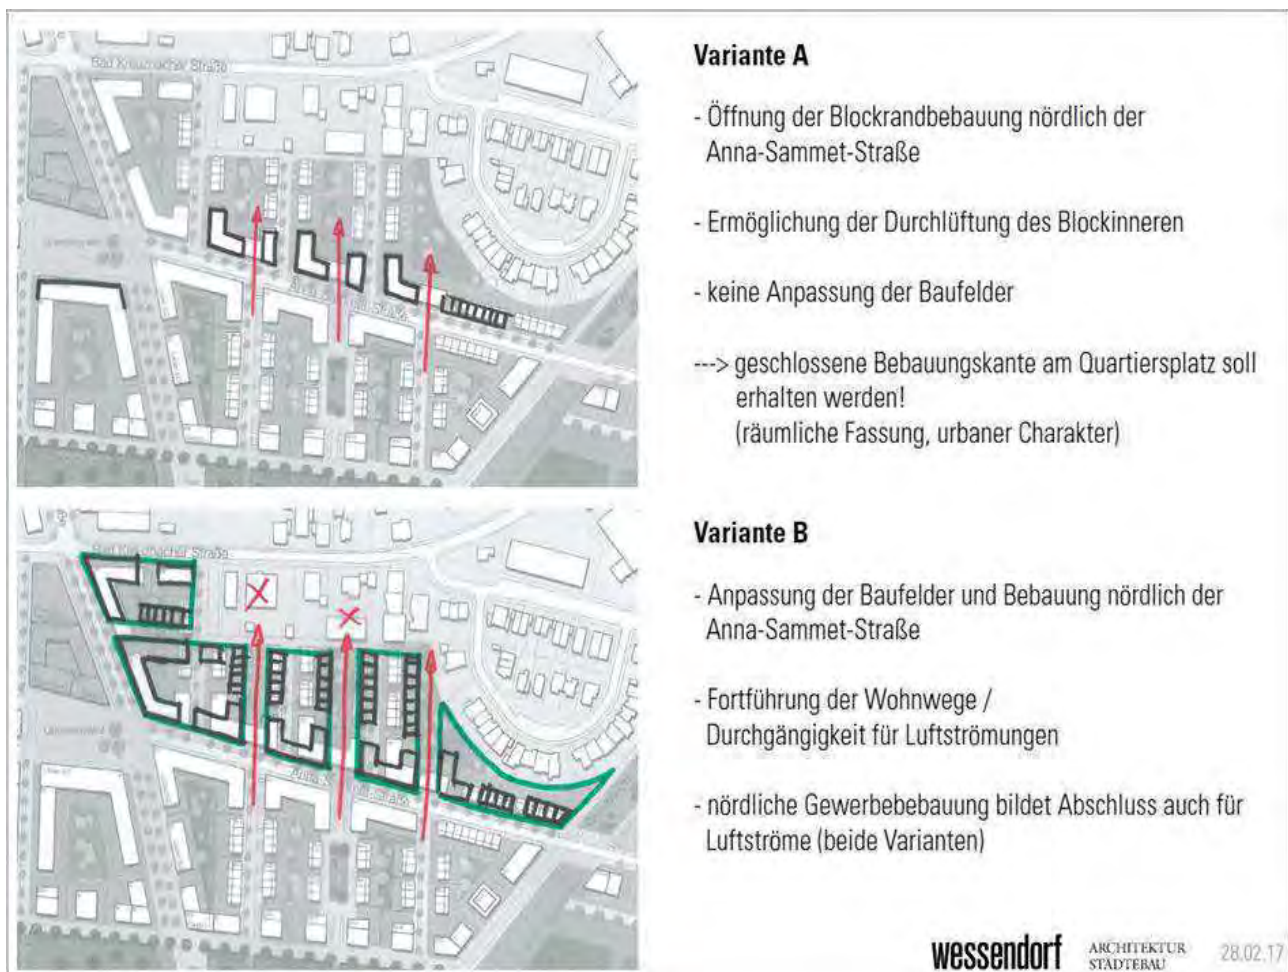 Bad Kreuznacher Straße
Anna-Sammet-Straße
Variante A
- Öffnung der Blockrandbebauung nördlich der
Anna-Sammet-Straße
- Ermöglichung der Durchlüftung des Blockinneren
- keine Anpassung der Baufelder
---> geschlossene Bebauungskante am Quartiersplatz soll
erhalten werden!
(räumliche Fassung, urbaner Charakter)
Bad Kreuznacher Straße
Variante B
- Anpassung der Baufelder und Bebauung nördlich der
Anna-Sammet-Straße
- Fortführung der Wohnwege /
Durchgängigkeit für Luftströmungen
- nördliche Gewerbebebauung bildet Abschluss auch für
Luftströme (beide Varianten)
wessendorf
ARCHITEKTUR
STÄDTEBAU
28.02.17